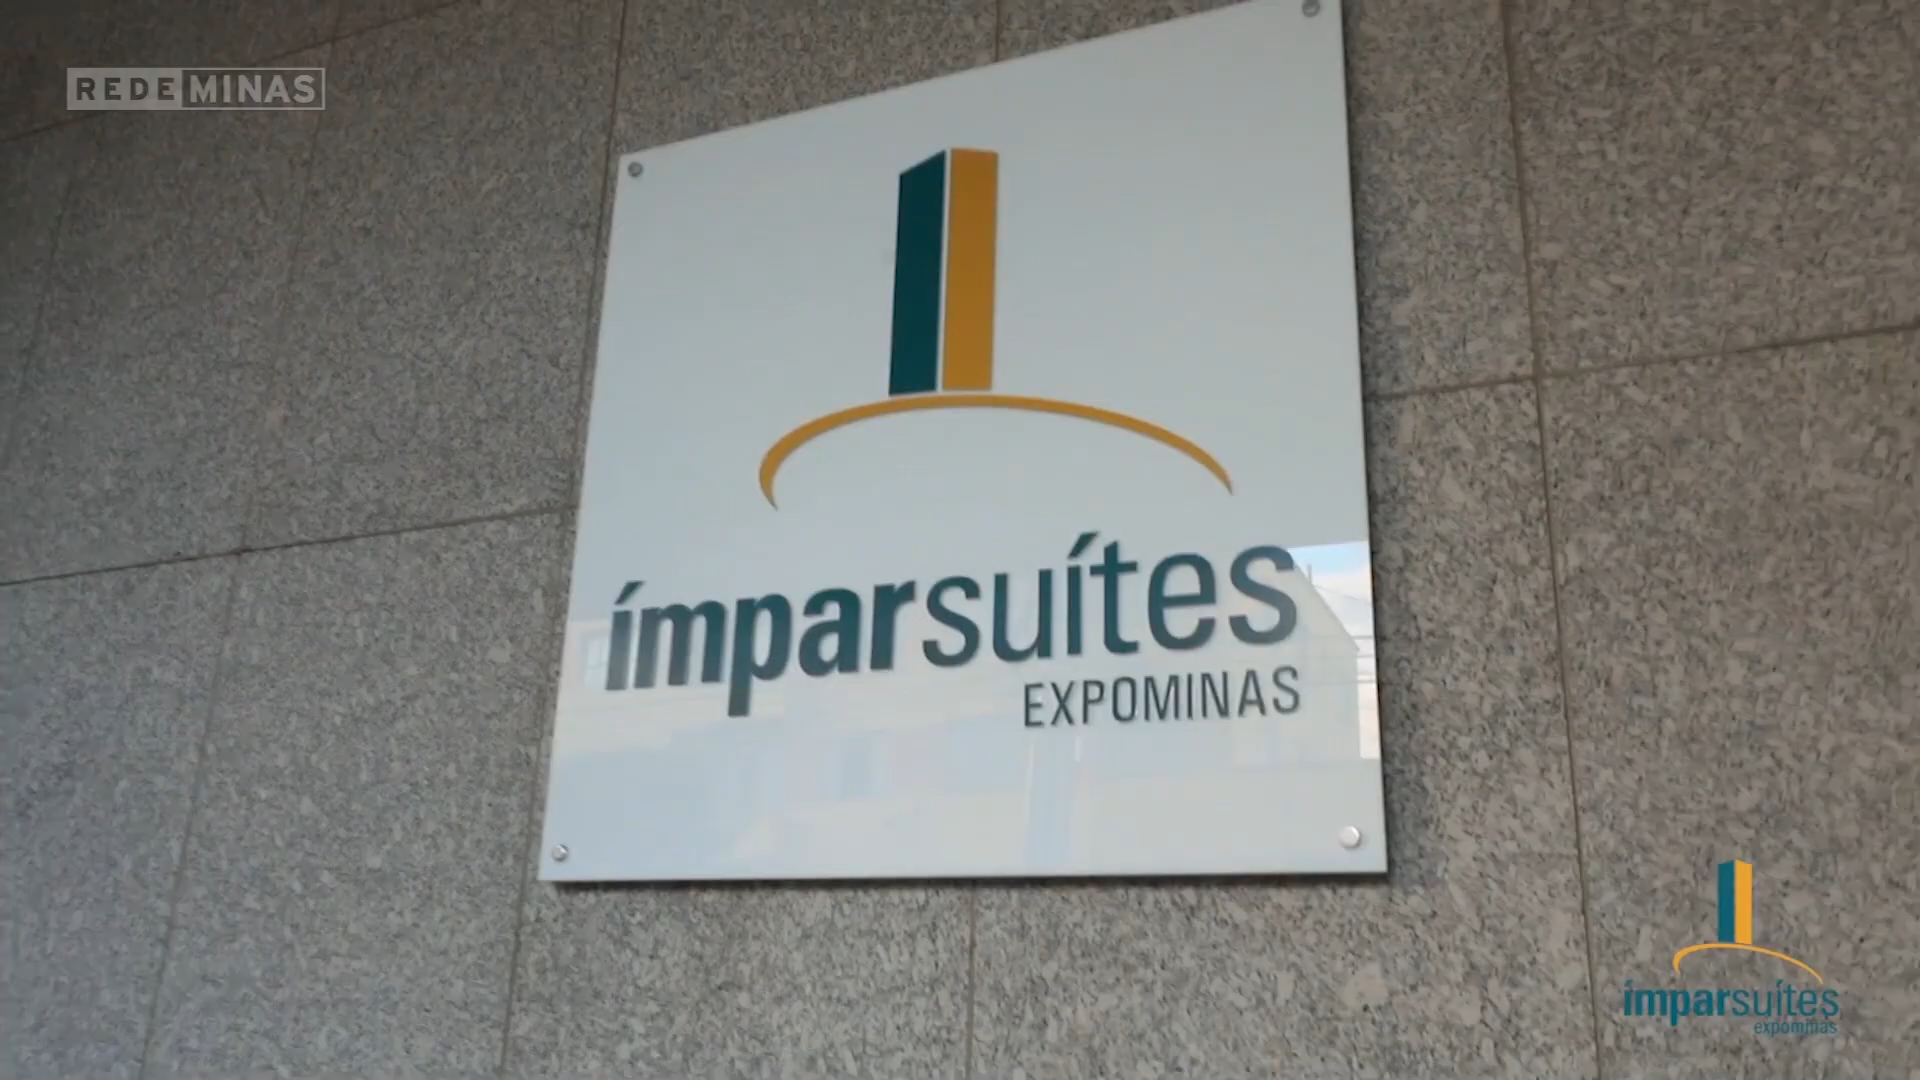 REDE MINAS
ímparsuítes
EXPOMINAS
ímparsuítes
expominas